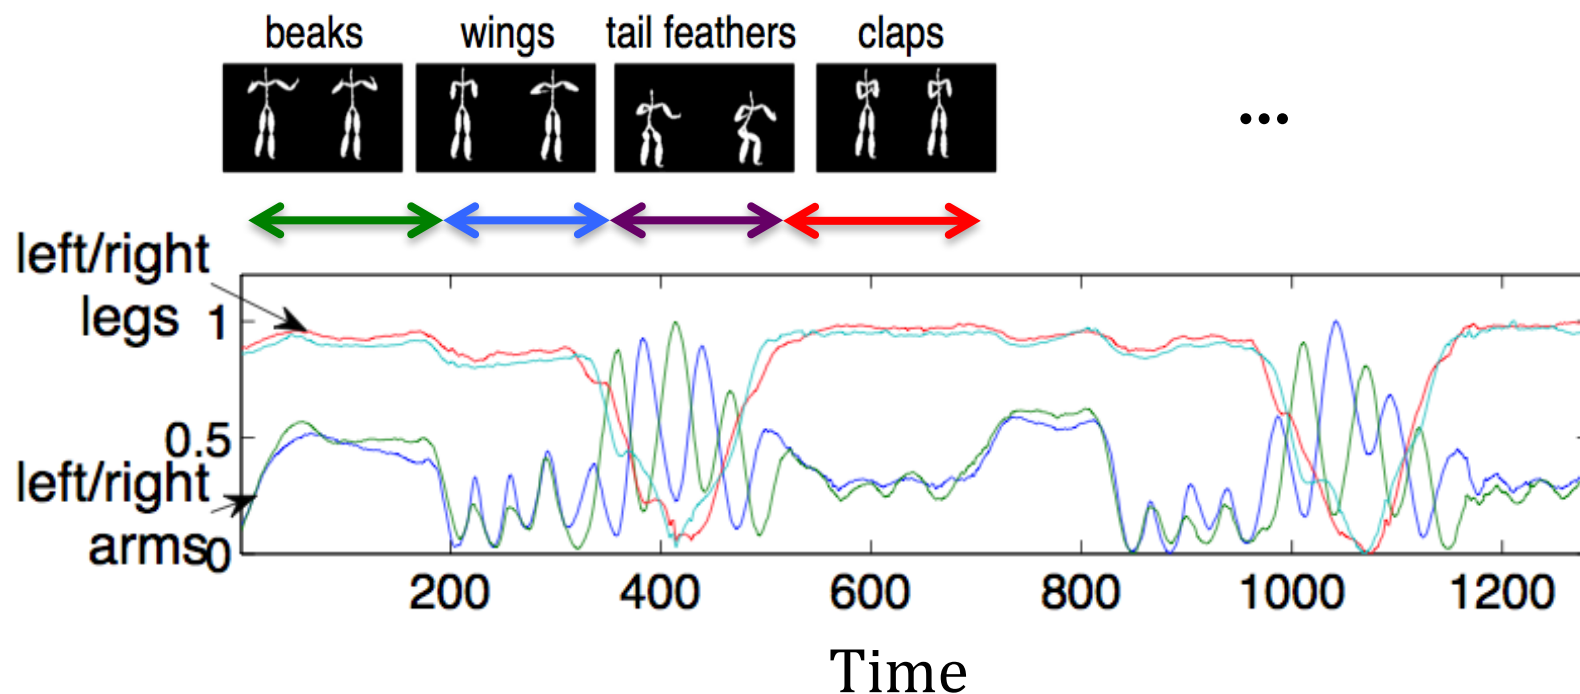 beaks wings tail feathers claps
...
left/right
legs
1
0.5
left/right
arms
0
200 400 600 800 1000 1200
Time